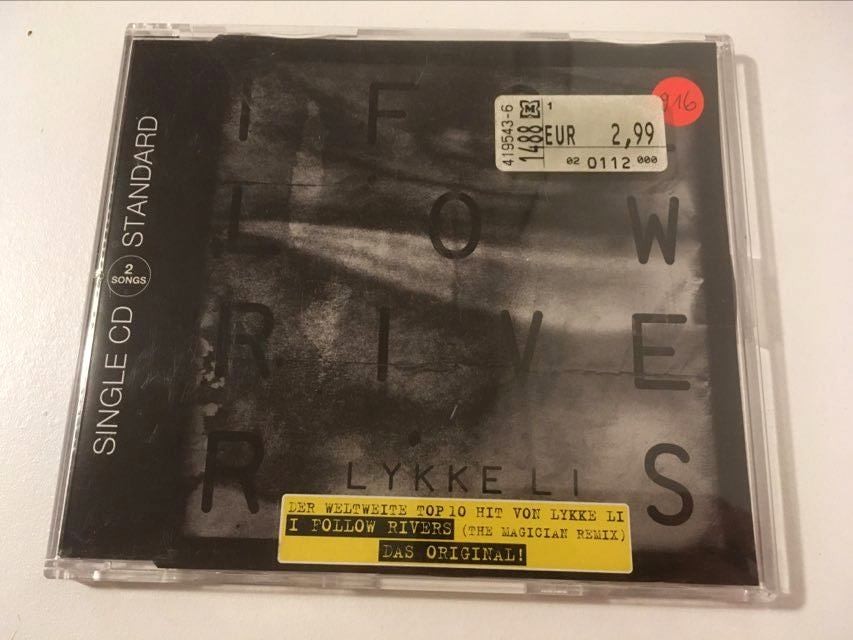 SINGLE CD 2 SONGS STANDARD
I F O
419543-6
1488
M
1
EUR 2,99
02 0112 000
916
L O W
R I V E
R S
LYKKE LI
DER WELTWEITE TOP 10 HIT VON LYKKE LI
I FOLLOW RIVERS (THE MAGICIAN REMIX)
DAS ORIGINAL!